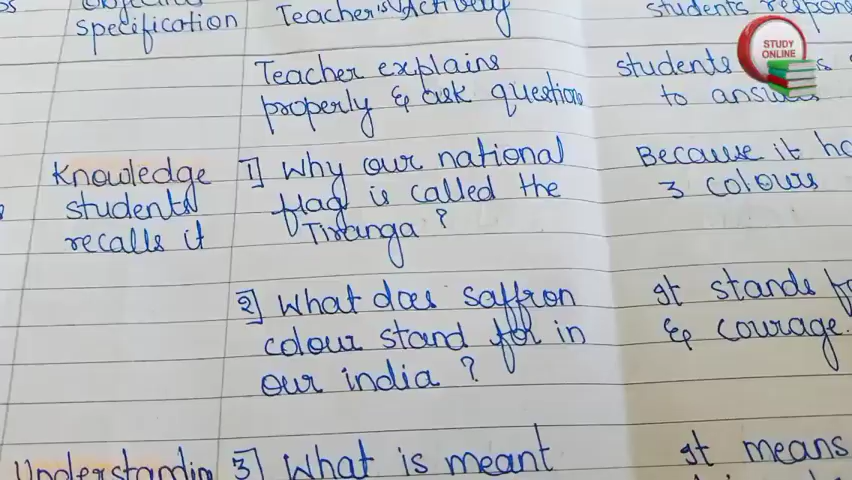 specification Teacher's Activity students respon
Teacher explains students
properly & ask question to answer
Knowledge 1] Why our national Because it ha
students flag is called the 3 colours
recalls it Tiranga ?
2] What does saffron It stands f
colour stand for in & courage.
our india ?
Understandin 3] What is meant It means
STUDY
ONLINE